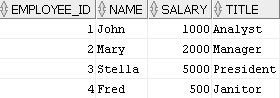 EMPLOYEE_ID NAME SALARY TITLE
1 John 1000 Analyst
2 Mary 2000 Manager
3 Stella 5000 President
4 Fred 500 Janitor